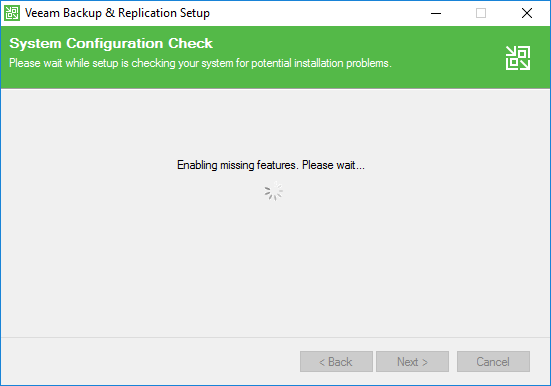 Veeam Backup & Replication Setup
System Configuration Check
Please wait while setup is checking your system for potential installation problems.
Enabling missing features. Please wait...
< Back
Next >
Cancel